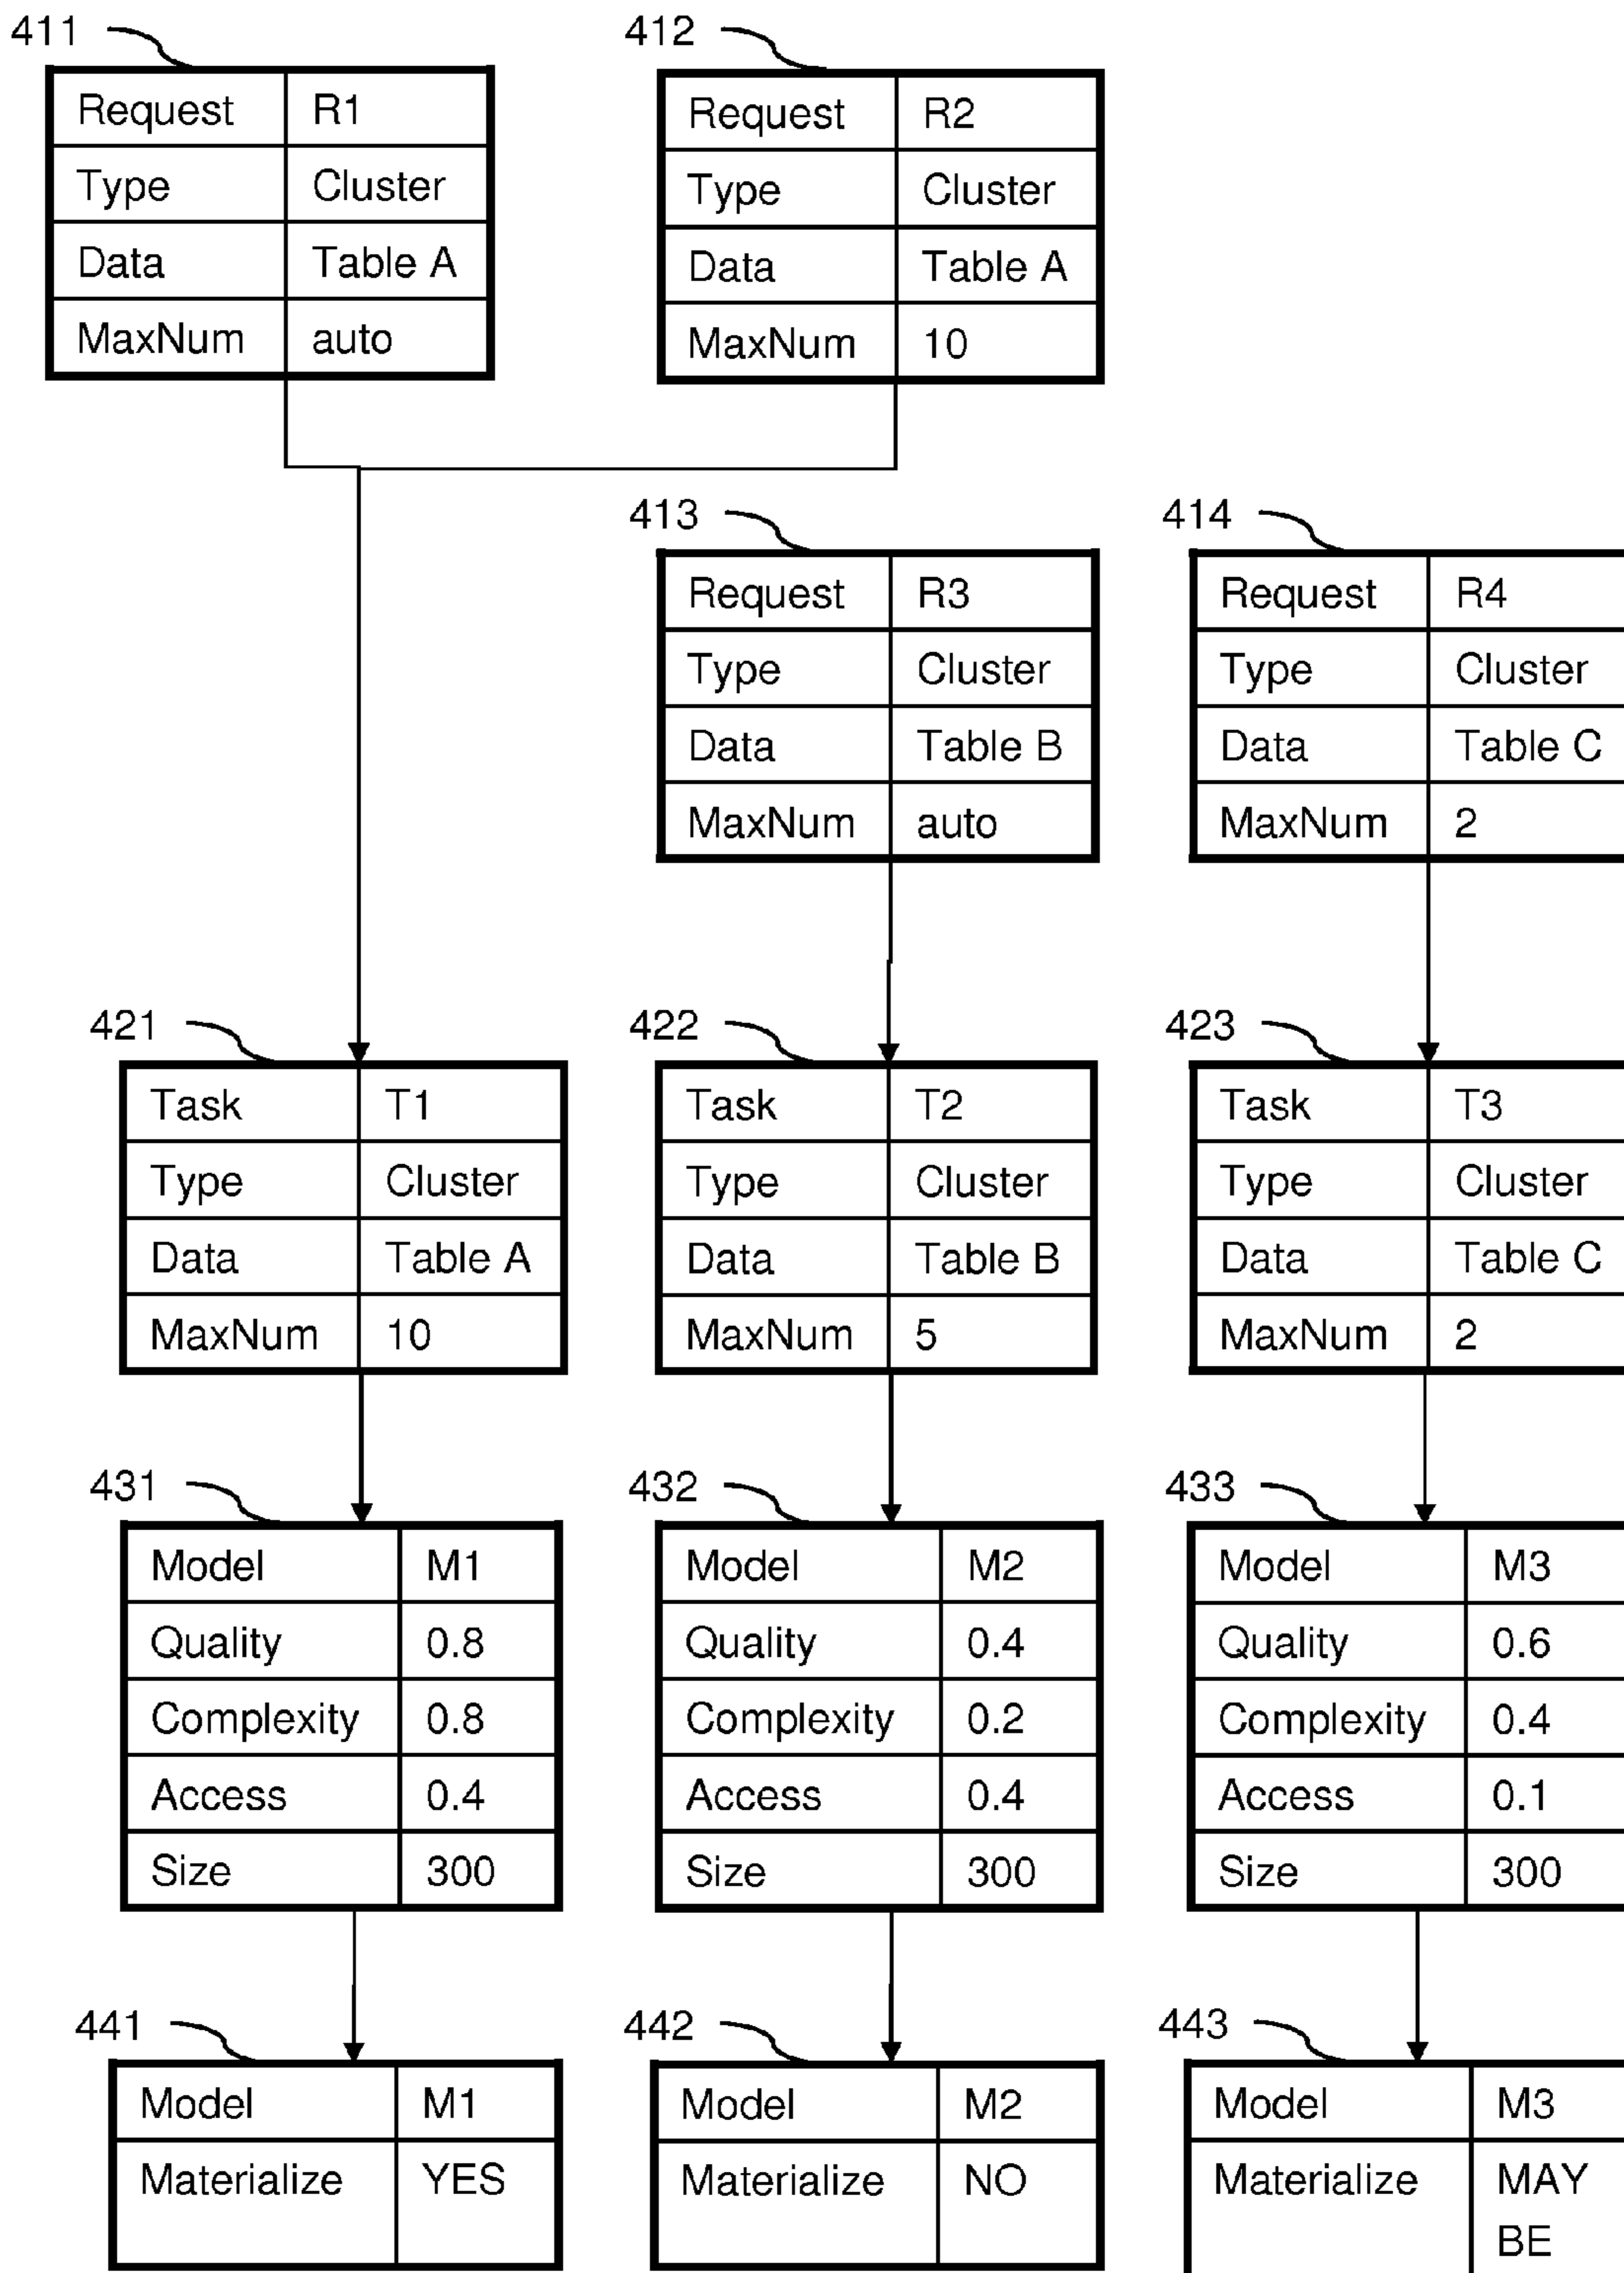 411
Request R1
Type Cluster
Data Table A
MaxNum auto
412
Request R2
Type Cluster
Data Table A
MaxNum 10
413
Request R3
Type Cluster
Data Table B
MaxNum auto
414
Request R4
Type Cluster
Data Table C
MaxNum 2
421
Task T1
Type Cluster
Data Table A
MaxNum 10
422
Task T2
Type Cluster
Data Table B
MaxNum 5
423
Task T3
Type Cluster
Data Table C
MaxNum 2
431
Model M1
Quality 0.8
Complexity 0.8
Access 0.4
Size 300
432
Model M2
Quality 0.4
Complexity 0.2
Access 0.4
Size 300
433
Model M3
Quality 0.6
Complexity 0.4
Access 0.1
Size 300
441
Model M1
Materialize YES
442
Model M2
Materialize NO
443
Model M3
Materialize MAY
BE